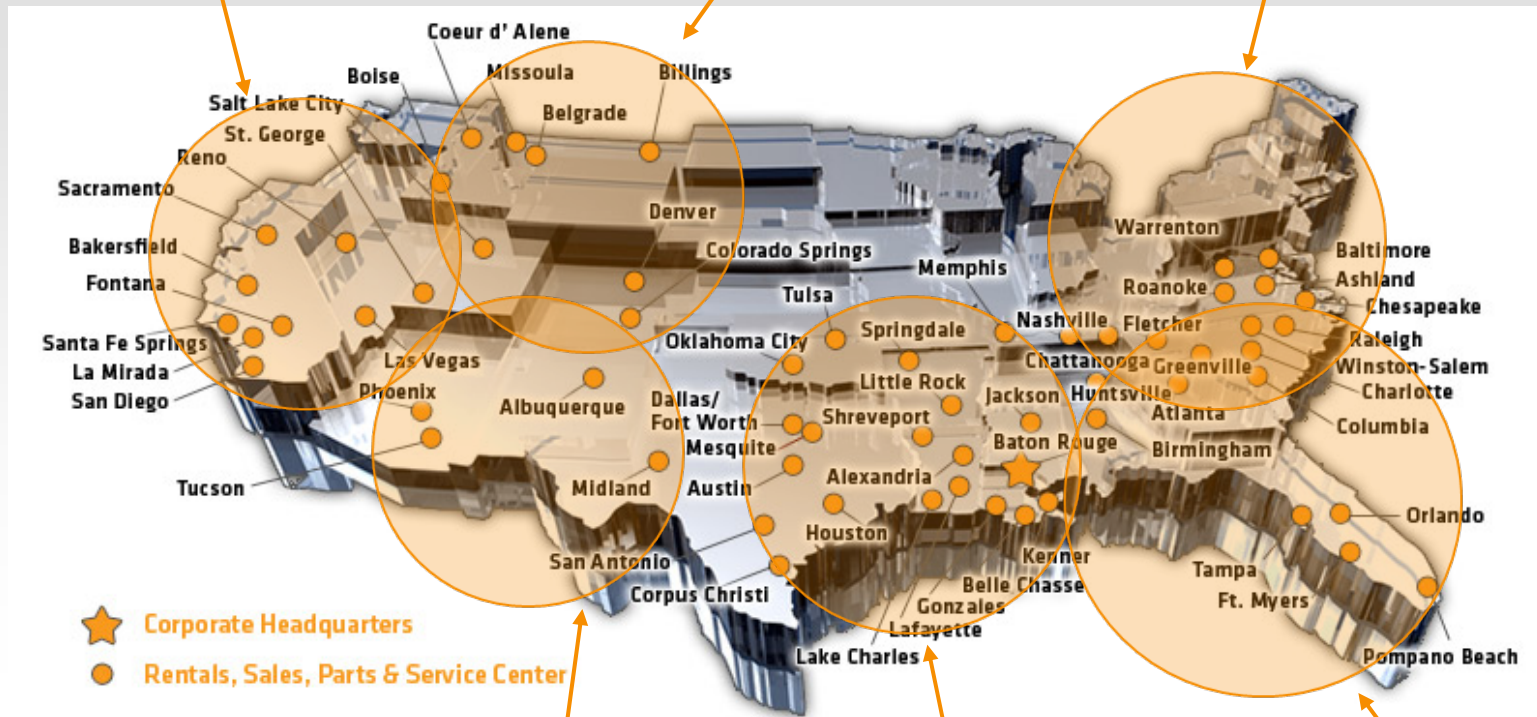 Coeur d' Alene
Missoula
Billings
Boise
Salt Lake City
Belgrade
St. George
Reno
Sacramento
Denver
Warrenton
Bakersfield
Colorado Springs
Baltimore
Memphis
Ashland
Fontana
Roanoke
Tulsa
Chesapeake
Nashville
Fletcher
Springdale
Santa Fe Springs
Oklahoma City
Raleigh
Las Vegas
Chattanooga
Greenville
Winston-Salem
La Mirada
Little Rock
Phoenix
Jackson
Huntsville
Charlotte
San Diego
Albuquerque
Dallas/
Fort Worth
Shreveport
Atlanta
Columbia
Baton Rouge
Mesquite
Birmingham
Alexandria
Tucson
Midland
Austin
Orlando
Houston
Kenner
San Antonio
Tampa
Belle Chasse
Corpus Christi
Ft. Myers
Gonzales
Lafayette
Lake Charles
Pompano Beach
Corporate Headquarters
Rentals, Sales, Parts & Service Center